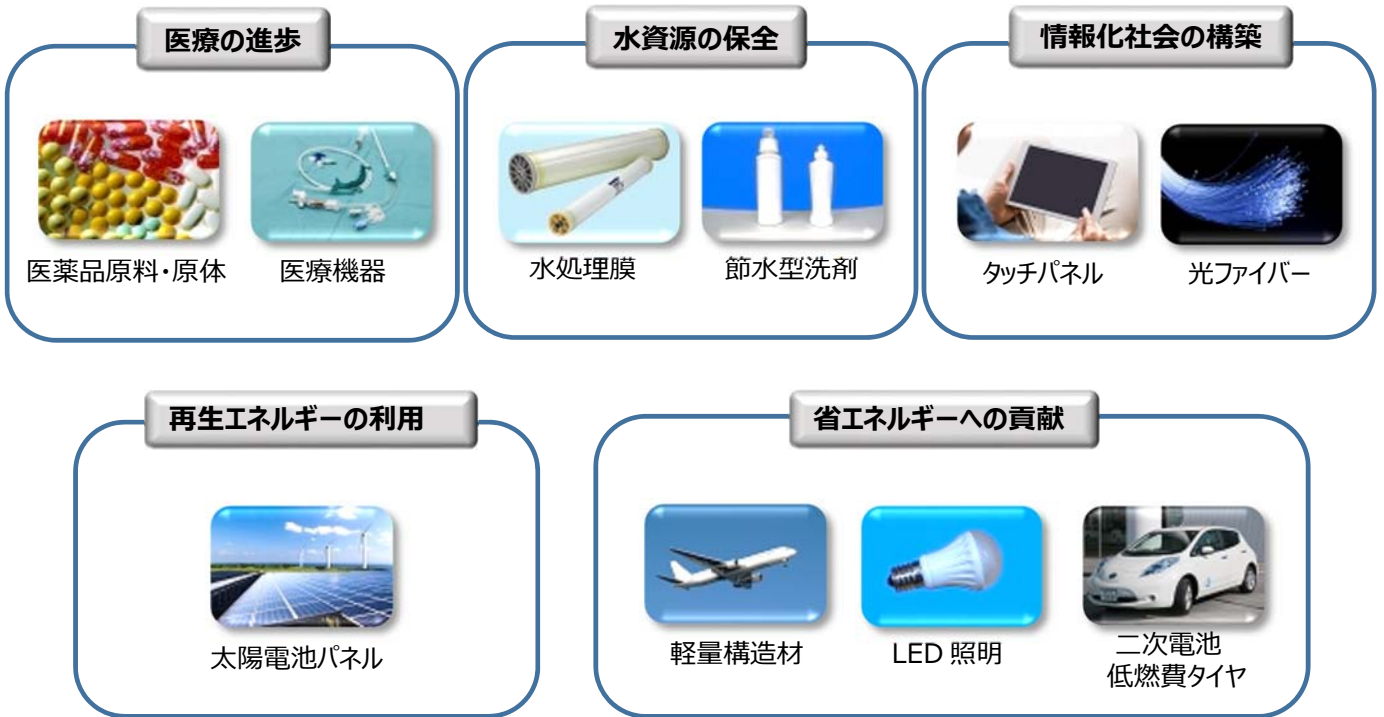 医療の進歩
水資源の保全
情報化社会の構築
医薬品原料・原体
医療機器
水処理膜
節水型洗剤
タッチパネル
光ファイバー
再生エネルギーの利用
省エネルギーへの貢献
太陽電池パネル
軽量構造材
LED 照明
二次電池
低燃費タイヤ